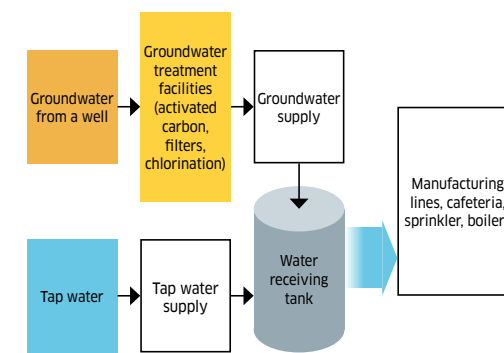 Groundwater
from a well
Groundwater
treatment
facilities
(activated
carbon,
filters,
chlorination)
Groundwater
supply
Manufacturing
lines, cafeteria,
sprinkler, boiler
Water
receiving
tank
Tap water
Tap water
supply